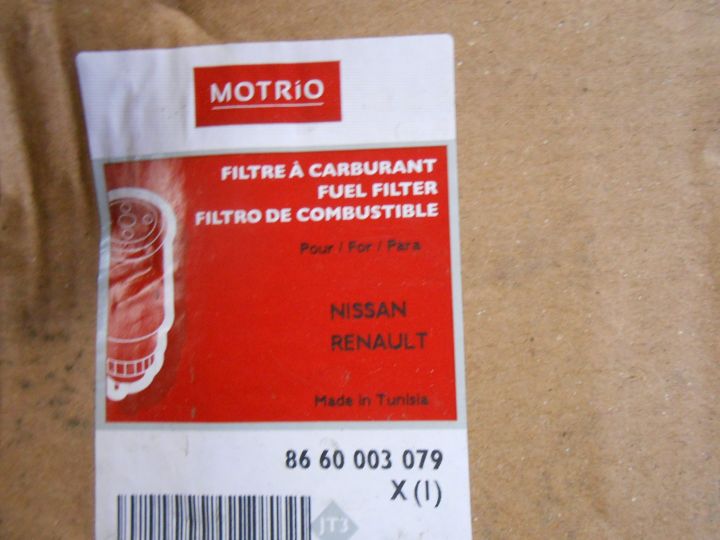 MOTRiO
FILTRE À CARBURANT
FUEL FILTER
FILTRO DE COMBUSTIBLE
Pour / For / Para
NISSAN
RENAULT
Made in Tunisia
86 60 003 079
X (1)
JT3